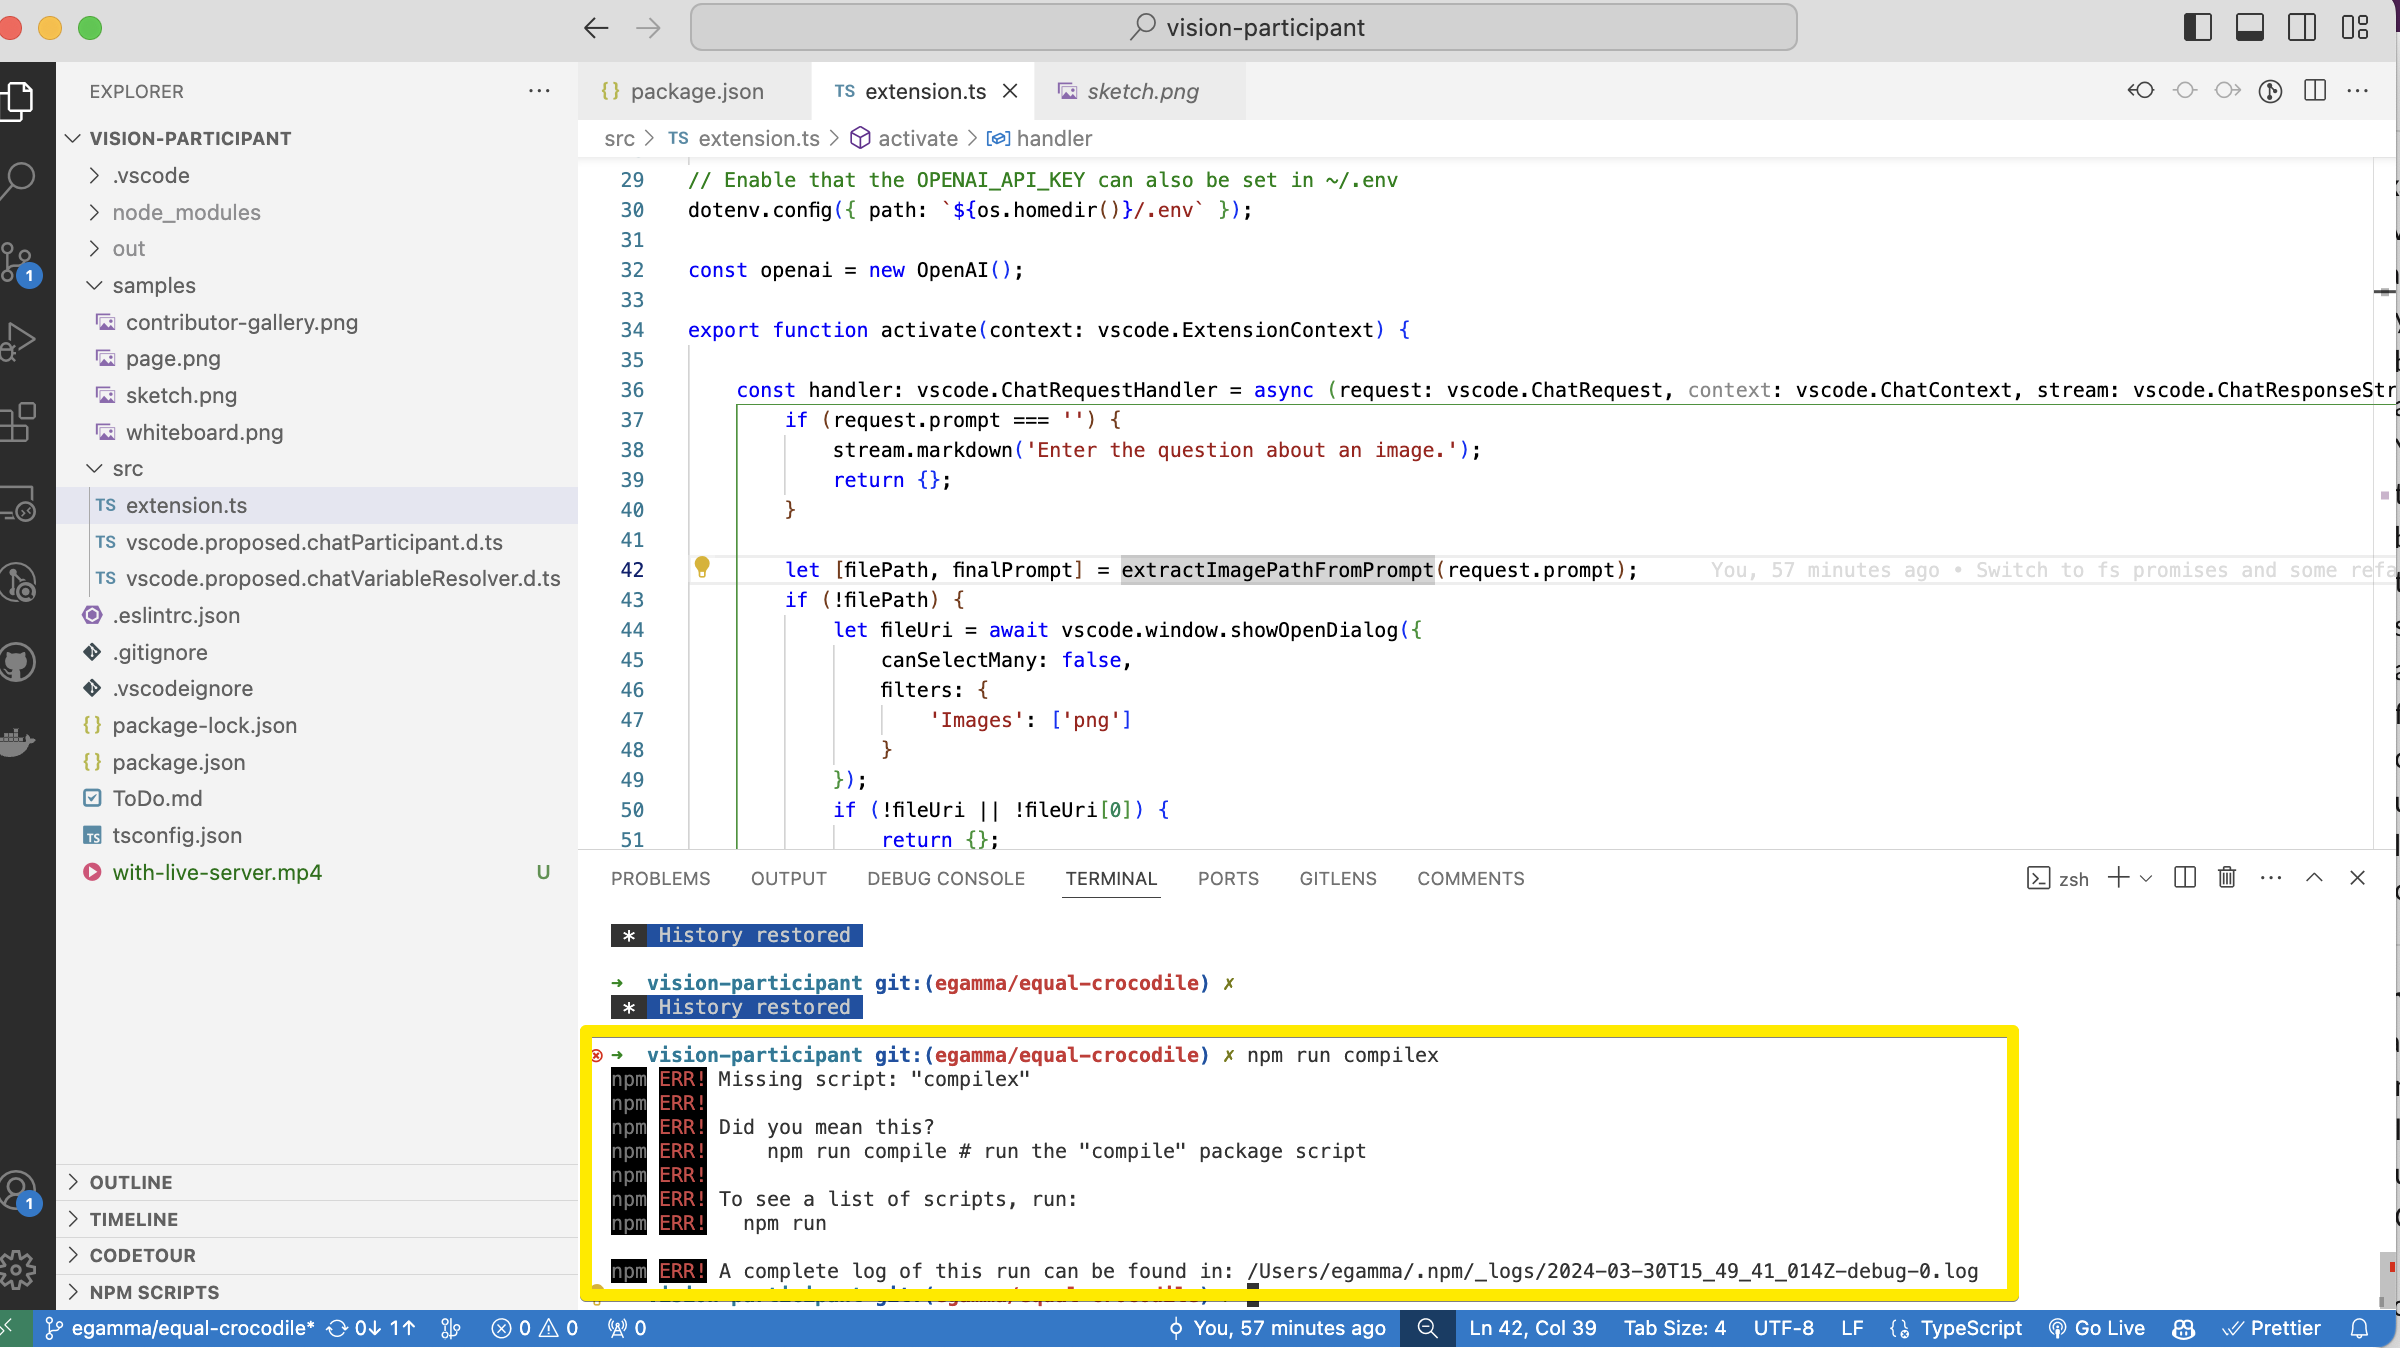 vision-participant
EXPLORER
VISION-PARTICIPANT
.vscode
node_modules
out
samples
contributor-gallery.png
page.png
sketch.png
whiteboard.png
src
TS extension.ts
TS vscode.proposed.chatParticipant.d.ts
TS vscode.proposed.chatVariableResolver.d.ts
.eslintrc.json
.gitignore
.vscodeignore
{} package-lock.json
{} package.json
ToDo.md
TS tsconfig.json
with-live-server.mp4 U
OUTLINE
TIMELINE
CODETOUR
NPM SCRIPTS
1
1
{} package.json
TS extension.ts
sketch.png
src > TS extension.ts > activate > handler
29 // Enable that the OPENAI_API_KEY can also be set in ~/.env
30 dotenv.config({ path: `${os.homedir()}/.env` });
31
32 const openai = new OpenAI();
33
34 export function activate(context: vscode.ExtensionContext) {
35
36 const handler: vscode.ChatRequestHandler = async (request: vscode.ChatRequest, context: vscode.ChatContext, stream: vscode.ChatResponseStr
37 if (request.prompt === '') {
38 stream.markdown('Enter the question about an image.');
39 return {};
40 }
41
42 let [filePath, finalPrompt] = extractImagePathFromPrompt(request.prompt); You, 57 minutes ago • Switch to fs promises and some refa
43 if (!filePath) {
44 let fileUri = await vscode.window.showOpenDialog({
45 canSelectMany: false,
46 filters: {
47 'Images': ['png']
48 }
49 });
50 if (!fileUri || !fileUri[0]) {
51 return {};
PROBLEMS OUTPUT DEBUG CONSOLE TERMINAL PORTS GITLENS COMMENTS
zsh
* History restored
➜ vision-participant git:(egamma/equal-crocodile) ✗
* History restored
➜ vision-participant git:(egamma/equal-crocodile) ✗ npm run compilex
npm ERR! Missing script: "compilex"
npm ERR!
npm ERR! Did you mean this?
npm ERR! npm run compile # run the "compile" package script
npm ERR!
npm ERR! To see a list of scripts, run:
npm ERR! npm run
npm ERR! A complete log of this run can be found in: /Users/egamma/.npm/_logs/2024-03-30T15_49_41_014Z-debug-0.log
egamma/equal-crocodile* 0↓ 1↑ 0 0 0 You, 57 minutes ago Ln 42, Col 39 Tab Size: 4 UTF-8 LF TypeScript Go Live Prettier